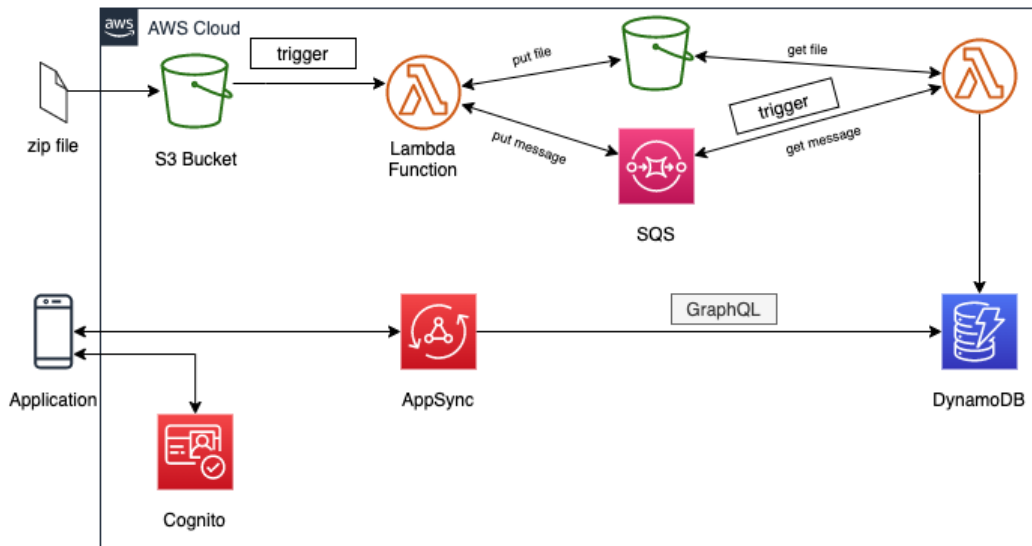 aws
AWS Cloud
zip file
S3 Bucket
trigger
Lambda
Function
put file
put message
get file
trigger
get message
SQS
Application
Cognito
AppSync
GraphQL
DynamoDB